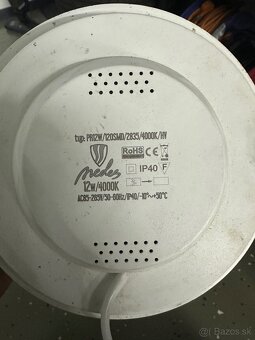 typ: PR12W/120SMD/2835/4000K/HV
Nedes
RoHS
CE
IP40 F
12w/4000K
AC85-265V/50-60Hz/IP40/-10°~+50°C
© bazos.sk